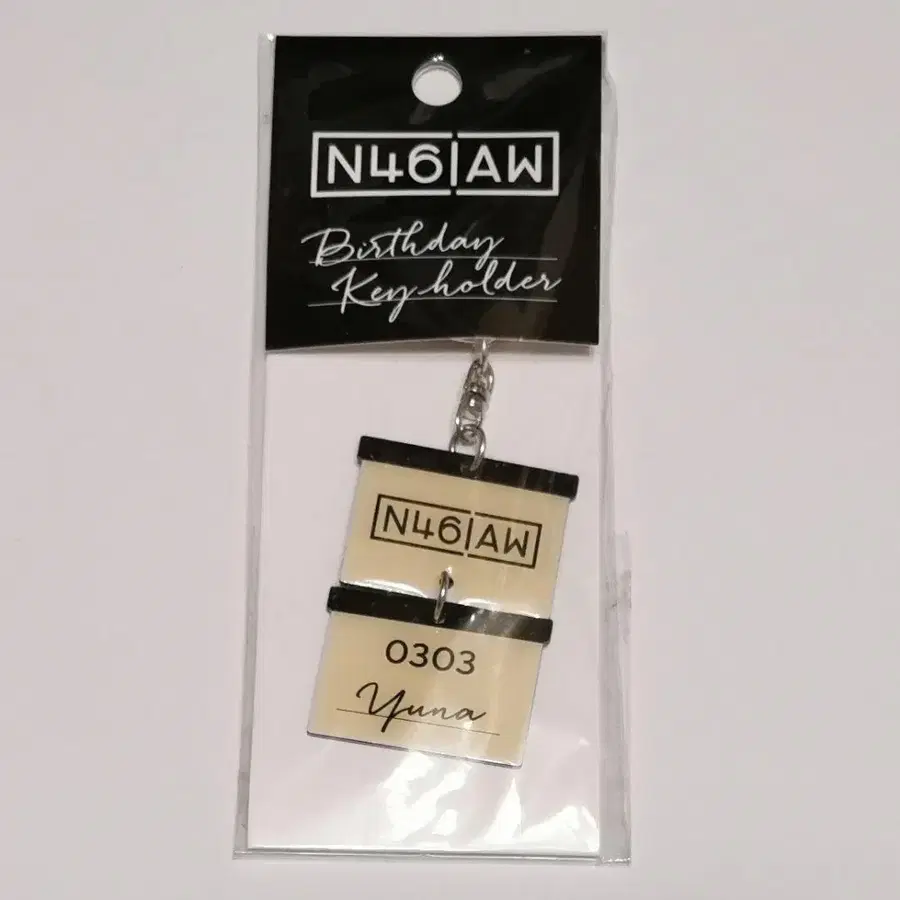 N46|AW
Birthday
Key holder
N46|AW
0303
Yuna